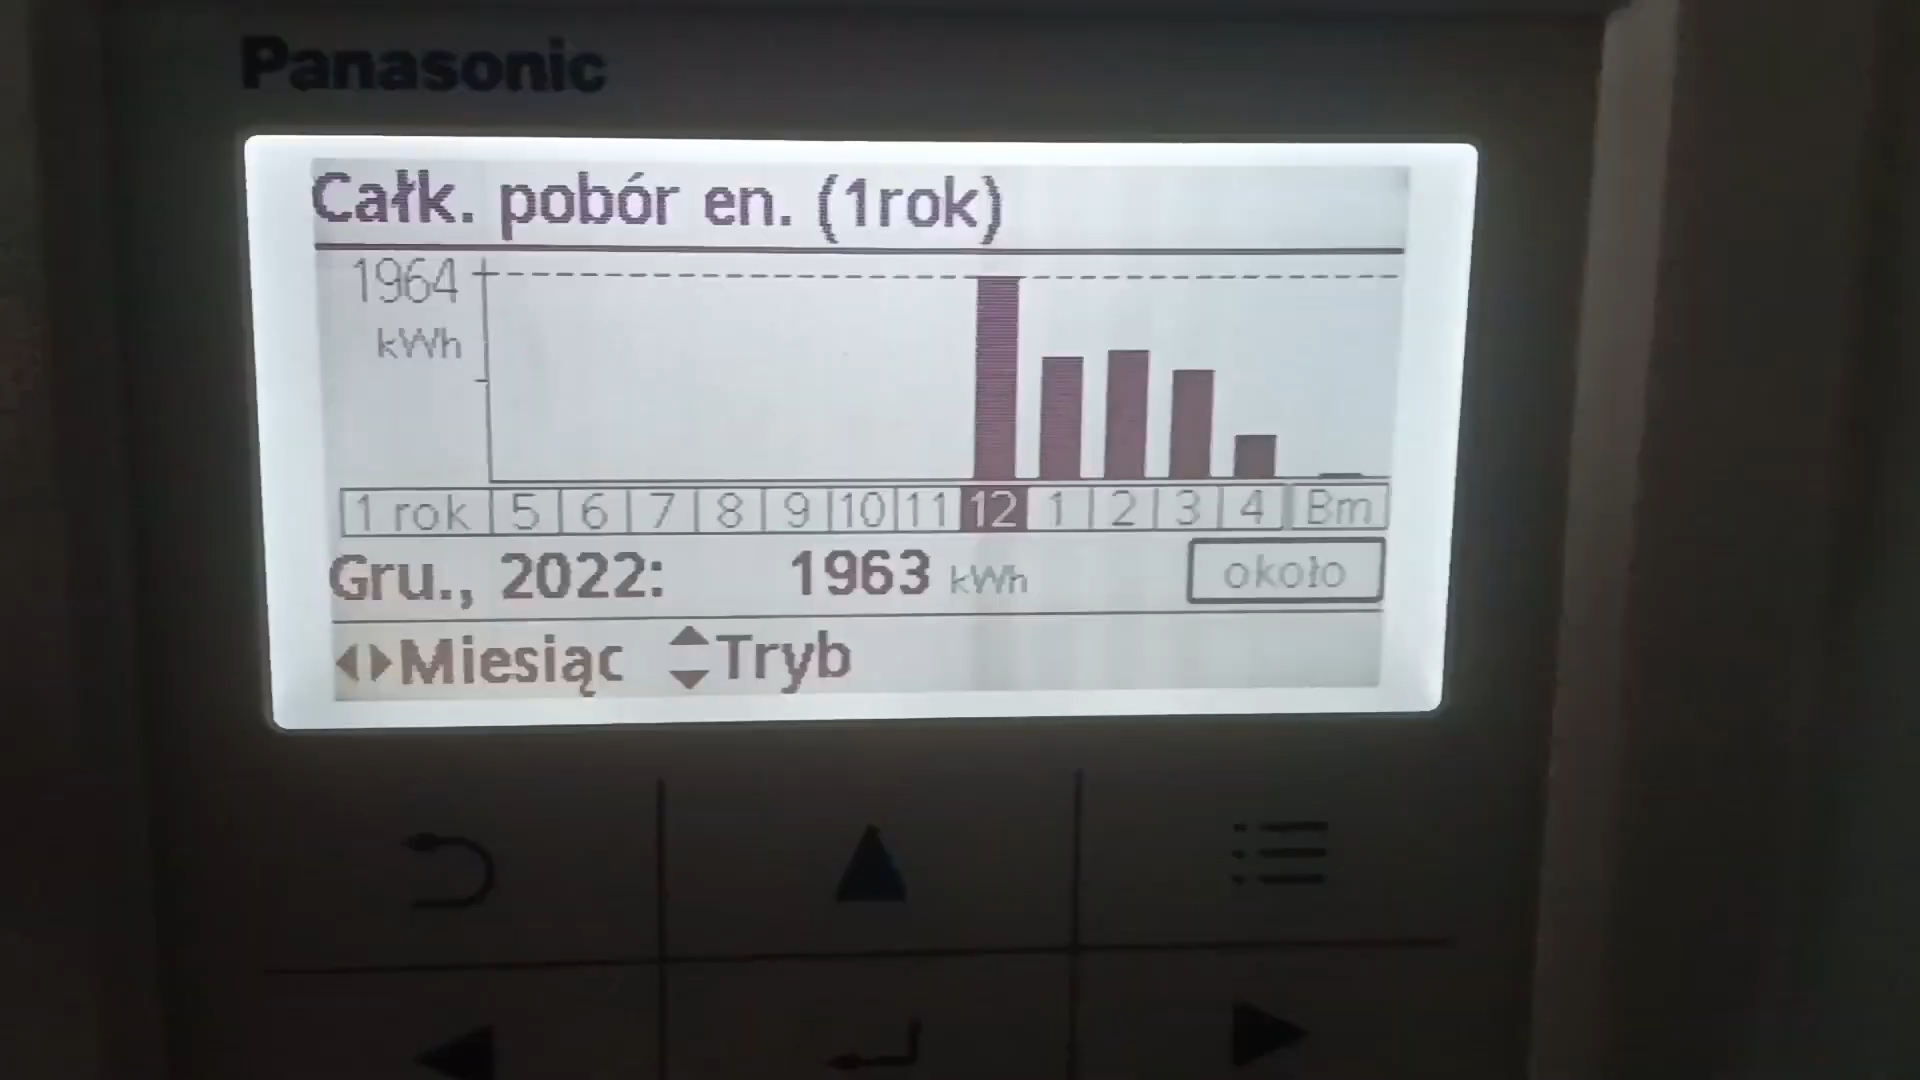 Panasonic
Całk. pobór en. (1rok)
1964
kWh
1 rok 5 6 7 8 9 10 11 12 1 2 3 4 Bm
Gru., 2022: 1963 kWh około
Miesiąc Tryb